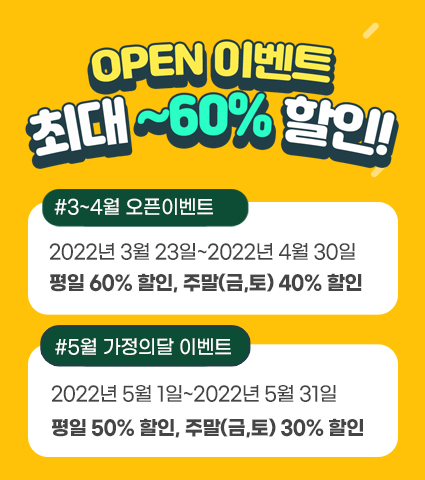 OPEN 이벤트
최대 ~60% 할인!
#3~4월 오픈이벤트
2022년 3월 23일~2022년 4월 30일
평일 60% 할인, 주말(금,토) 40% 할인
#5월 가정의달 이벤트
2022년 5월 1일~2022년 5월 31일
평일 50% 할인, 주말(금,토) 30% 할인